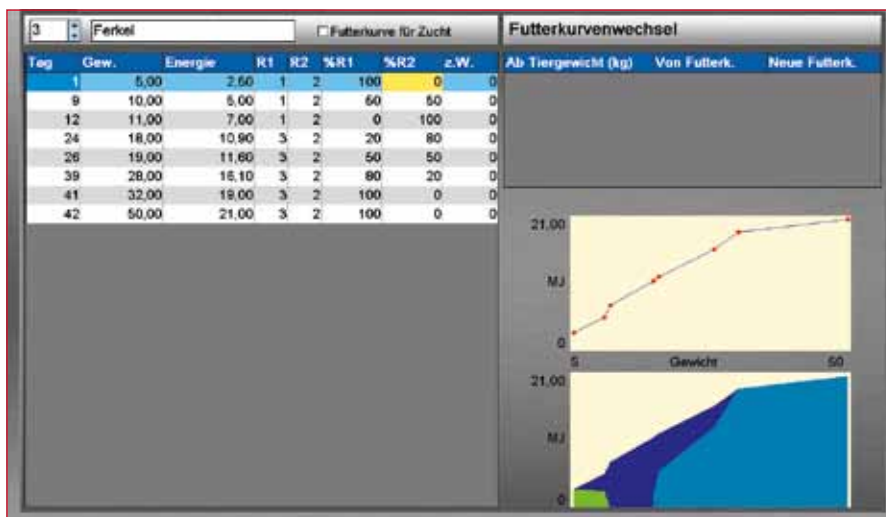 3 Ferkel Futterkurve für Zucht
Tag Gew. Energie R1 R2 %R1 %R2 z.W.
1 5,00 2,50 1 2 100 0 0
9 10,00 5,00 1 2 50 50 0
12 11,00 7,00 1 2 0 100 0
24 18,00 10,90 3 2 20 80 0
26 19,00 11,60 3 2 50 50 0
39 28,00 16,10 3 2 80 20 0
41 32,00 19,00 3 2 100 0 0
42 50,00 21,00 3 2 100 0 0
Futterkurvenwechsel
Ab Tiergewicht (kg) Von Futterk. Neue Futterk.
21,00
MJ
0
5 Gewicht 50
21,00
MJ
0